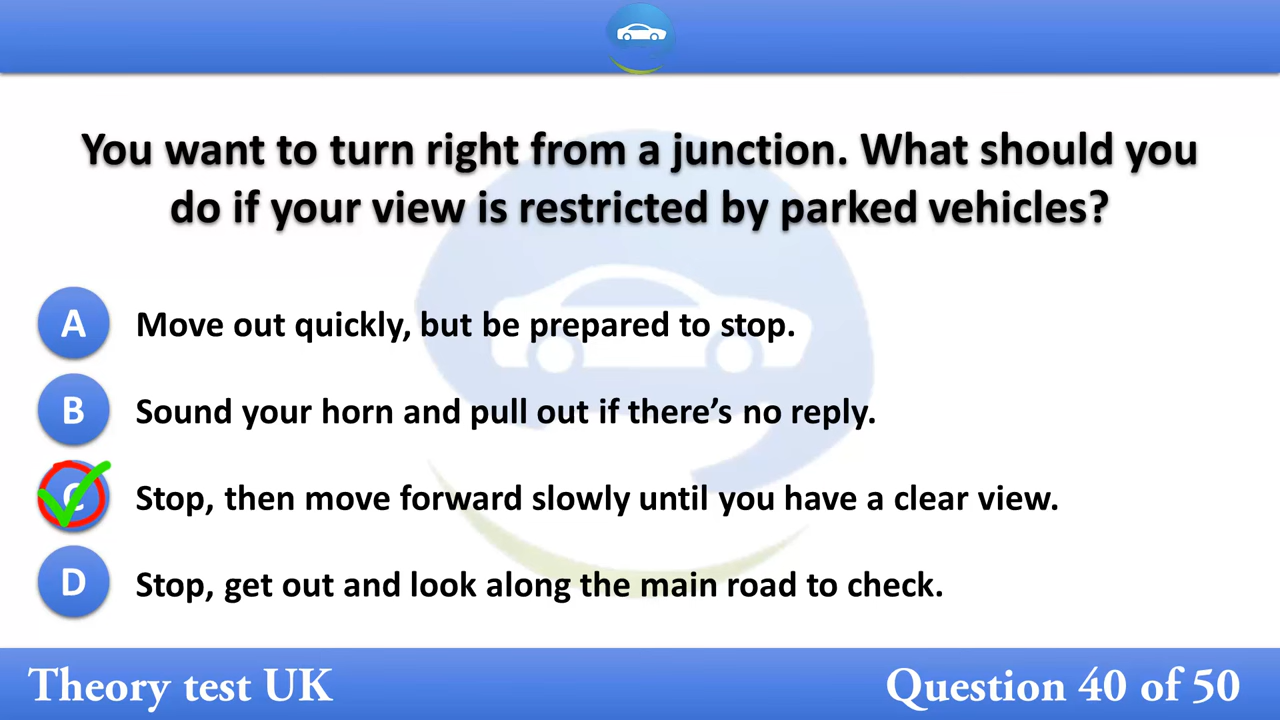 You want to turn right from a junction. What should you
do if your view is restricted by parked vehicles?
A Move out quickly, but be prepared to stop.
B Sound your horn and pull out if there’s no reply.
C Stop, then move forward slowly until you have a clear view.
D Stop, get out and look along the main road to check.
Theory test UK Question 40 of 50